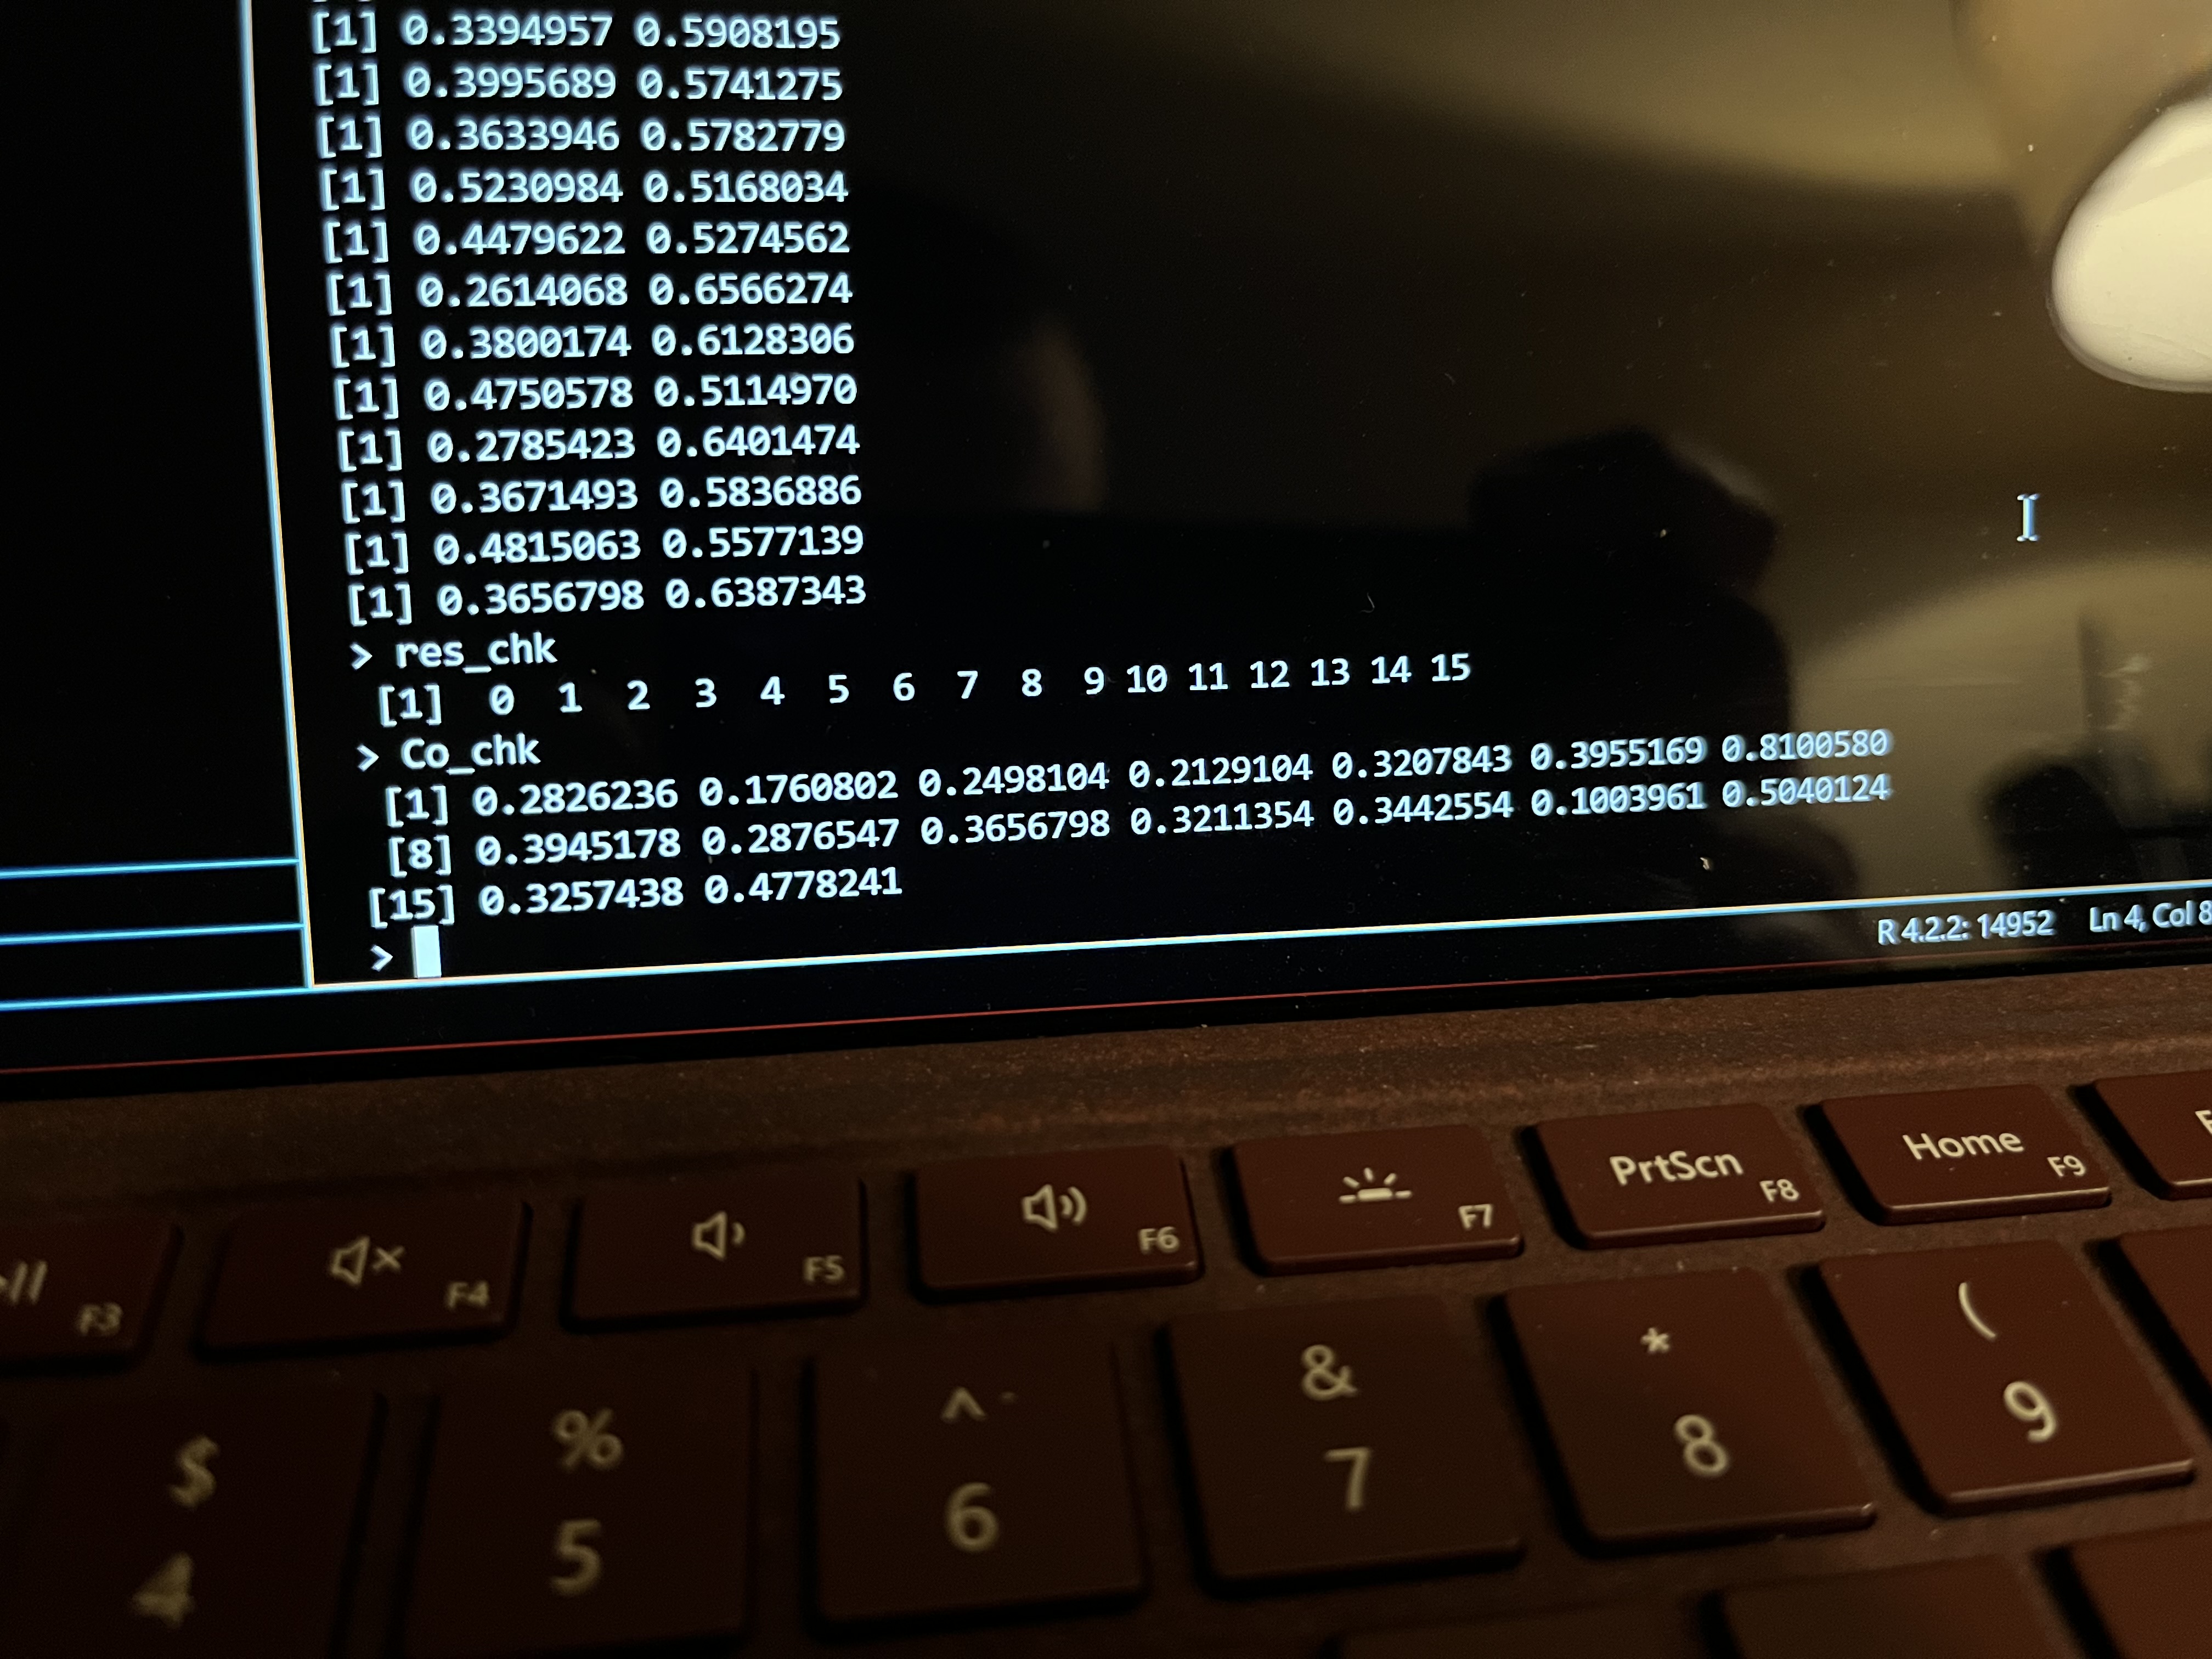 [1] 0.3394957 0.5908195
[1] 0.3995689 0.5741275
[1] 0.3633946 0.5782779
[1] 0.5230984 0.5168034
[1] 0.4479622 0.5274562
[1] 0.2614068 0.6566274
[1] 0.3800174 0.6128306
[1] 0.4750578 0.5114970
[1] 0.2785423 0.6401474
[1] 0.3671493 0.5836886
[1] 0.4815063 0.5577139
[1] 0.3656798 0.6387343
> res_chk
[1] 0 1 2 3 4 5 6 7 8 9 10 11 12 13 14 15
> Co_chk
[1] 0.2826236 0.1760802 0.2498104 0.2129104 0.3207843 0.3955169 0.8100580
[8] 0.3945178 0.2876547 0.3656798 0.3211354 0.3442554 0.1003961 0.5040124
[15] 0.3257438 0.4778241
>
R 4.2.2: 14952 Ln 4, Col 8
F3 F4 F5 F6 F7 PrtScn F8 Home F9
$ % ^ & * (
4 5 6 7 8 9